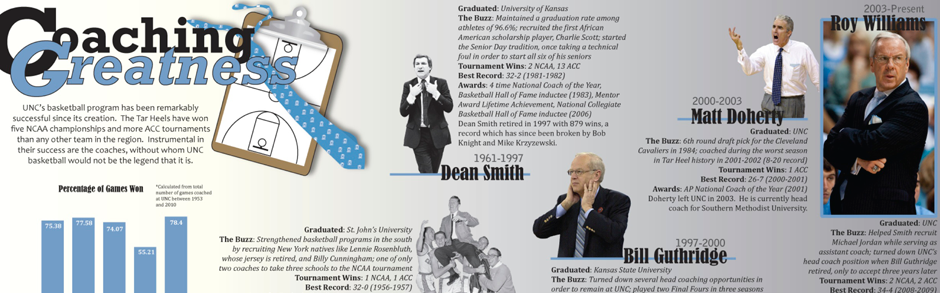 Coaching
Greatness
UNC's basketball program has been remarkably
successful since its creation. The Tar Heels have won
five NCAA championships and more ACC tournaments
than any other team in the region. Instrumental in
their success are the coaches, without whom UNC
basketball would not be the legend that it is.
Percentage of Games Won
*Calculated from total
number of games coached
at UNC between 1953
and 2010
75.38
77.58
74.07
55.21
78.4
Graduated: St. John's University
The Buzz: Strengthened basketball programs in the south
by recruiting New York natives like Lennie Rosenbluth,
whose jersey is retired, and Billy Cunningham; one of only
two coaches to take three schools to the NCAA tournament
Tournament Wins: 1 NCAA, 1 ACC
Best Record: 32-0 (1956-1957)
Graduated: University of Kansas
The Buzz: Maintained a graduation rate among
athletes of 96.6%; recruited the first African
American scholarship player, Charlie Scott; started
the Senior Day tradition, once taking a technical
foul in order to start all six of his seniors
Tournament Wins: 2 NCAA, 13 ACC
Best Record: 32-2 (1981-1982)
Awards: 4 time National Coach of the Year,
Basketball Hall of Fame inductee (1983), Mentor
Award Lifetime Achievement, National Collegiate
Basketball Hall of Fame inductee (2006)
Dean Smith retired in 1997 with 879 wins, a
record which has since been broken by Bob
Knight and Mike Krzyzewski.
1961-1997
Dean Smith
1997-2000
Bill Guthridge
Graduated: Kansas State University
The Buzz: Turned down several head coaching opportunities in
order to remain at UNC; played two Final Fours in three seasons
2000-2003
Matt Doherty
Graduated: UNC
The Buzz: 6th round draft pick for the Cleveland
Cavaliers in 1984; coached during the worst season
in Tar Heel history in 2001-2002 (8-20 record)
Tournament Wins: 1 ACC
Best Record: 26-7 (2000-2001)
Awards: AP National Coach of the Year (2001)
Doherty left UNC in 2003. He is currently head
coach for Southern Methodist University.
2003-Present
Roy Williams
Graduated: UNC
The Buzz: Helped Smith recruit
Michael Jordan while serving as
assistant coach; turned down UNC's
head coach position when Bill Guthridge
retired, only to accept three years later
Tournament Wins: 2 NCAA, 2 ACC
Best Record: 34-4 (2008-2009)